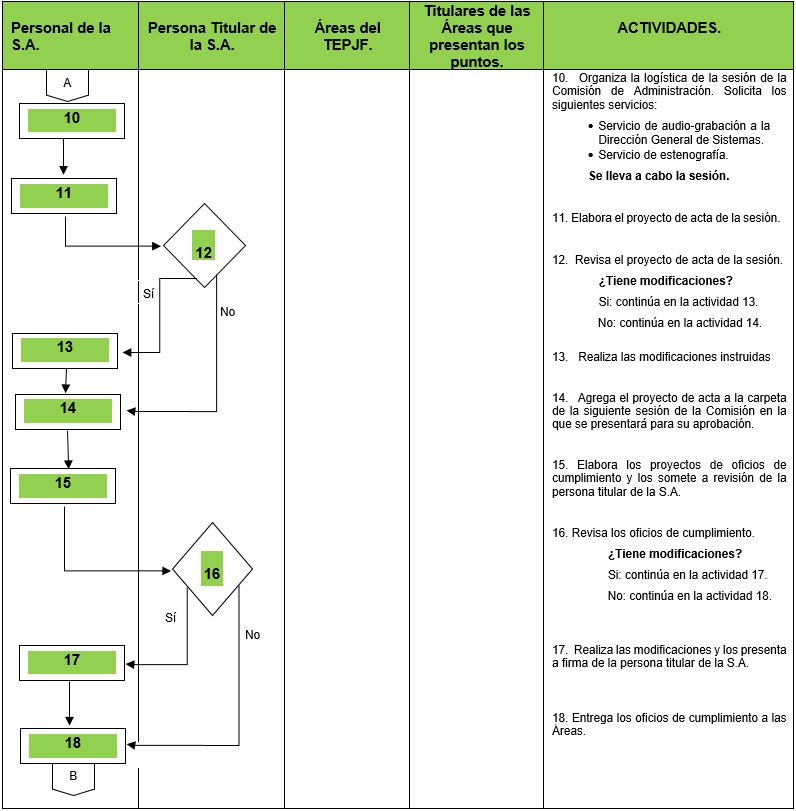 Personal de la
S.A.
Persona Titular de
la S.A.
Áreas del
TEPJF.
Titulares de las
Áreas que
presentan los
puntos.
ACTIVIDADES.
A
10
11
12
Sí
No
13
14
15
16
Sí
No
17
18
B
10. Organiza la logística de la sesión de la
Comisión de Administración. Solicita los
siguientes servicios:
• Servicio de audio-grabación a la
Dirección General de Sistemas.
• Servicio de estenografía.
Se lleva a cabo la sesión.
11. Elabora el proyecto de acta de la sesión.
12. Revisa el proyecto de acta de la sesión.
¿Tiene modificaciones?
Si: continúa en la actividad 13.
No: continúa en la actividad 14.
13. Realiza las modificaciones instruidas
14. Agrega el proyecto de acta a la carpeta
de la siguiente sesión de la Comisión en la
que se presentará para su aprobación.
15. Elabora los proyectos de oficios de
cumplimiento y los somete a revisión de la
persona titular de la S.A.
16. Revisa los oficios de cumplimiento.
¿Tiene modificaciones?
Si: continúa en la actividad 17.
No: continúa en la actividad 18.
17. Realiza las modificaciones y los presenta
a firma de la persona titular de la S.A.
18. Entrega los oficios de cumplimiento a las
Áreas.